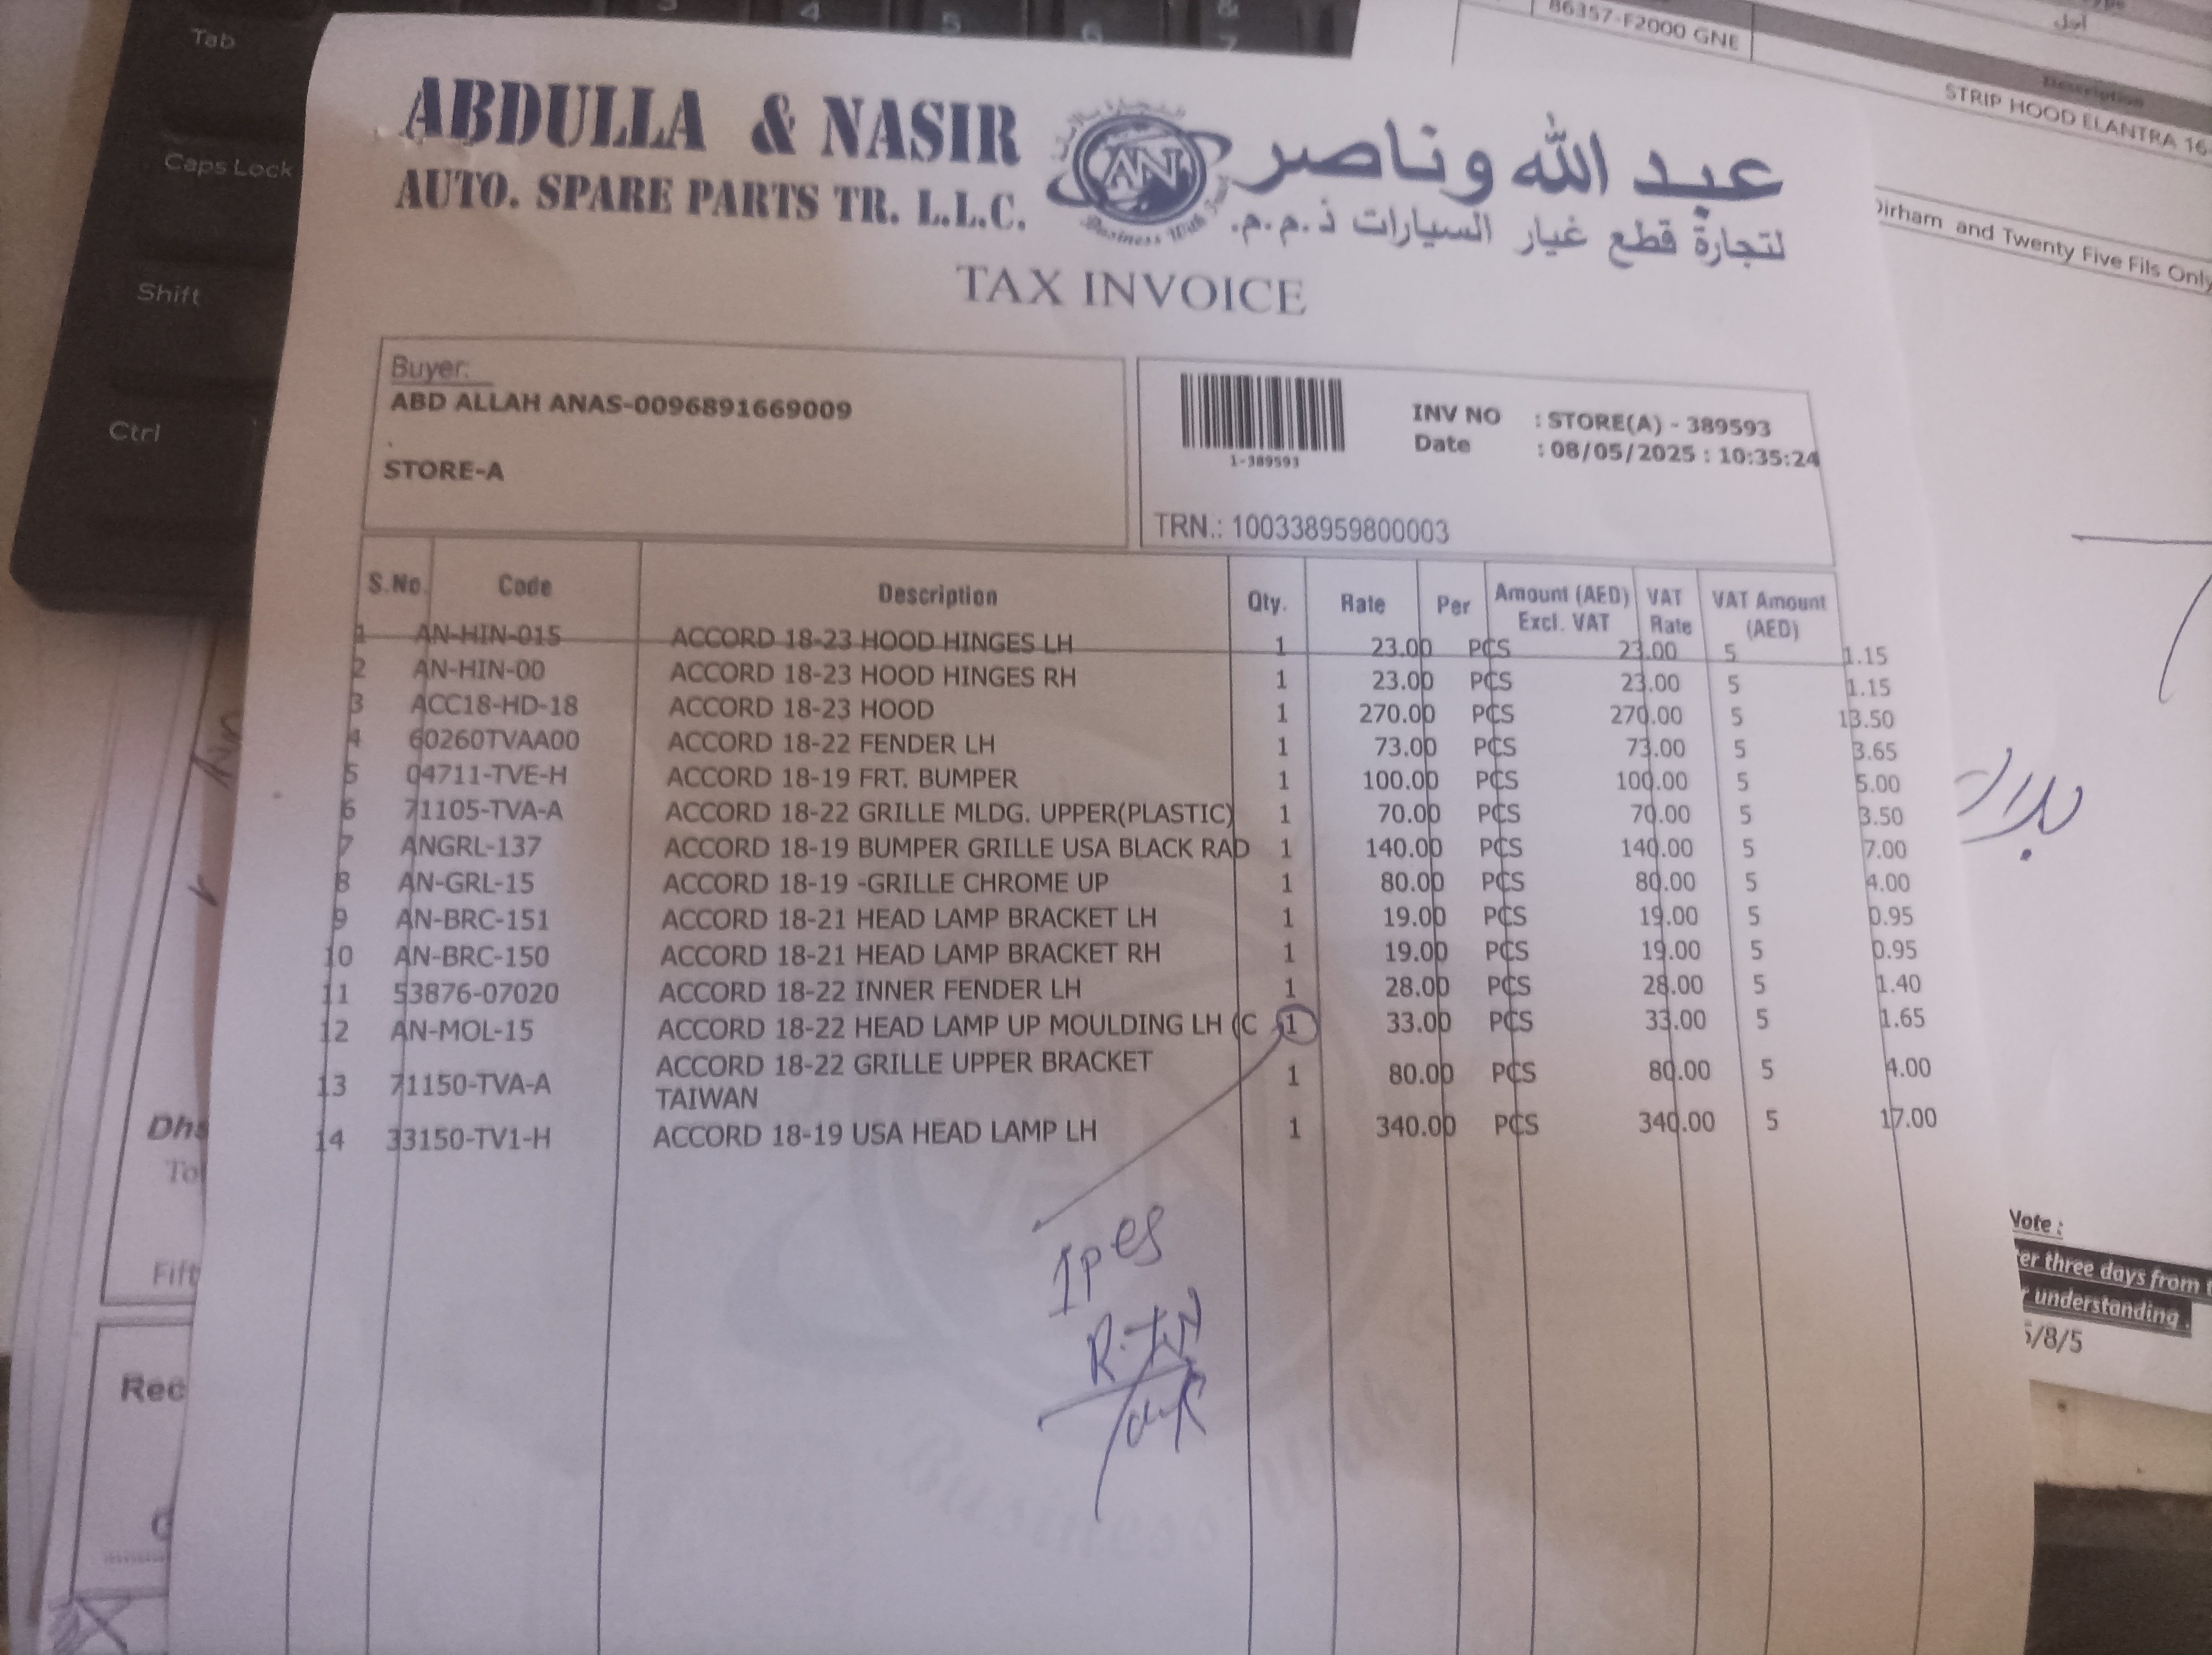 Tab
Caps Lock
Shift
Ctrl
4
5
6
7
86357-F2000 GNE
STRIP HOOD ELANTRA 16
Dirham and Twenty Five Fils Only
ABDULLA & NASIR
AUTO. SPARE PARTS TR. L.L.C.
AN
Business With
عبد الله وناصر
لتجارة قطع غيار السيارات ذ.م.م.
TAX INVOICE
Buyer:
ABD ALLAH ANAS-0096891669009
.
STORE-A
1-389593
INV NO : STORE(A) - 389593
Date : 08/05/2025 : 10:35:24
TRN.: 100338959800003
S.No. Code Description Qty. Rate Per Amount (AED) Excl. VAT VAT Rate VAT Amount (AED)
1 AN-HIN-015 ACCORD 18-23 HOOD HINGES LH 1 23.00 PCS 23.00 5 1.15
2 AN-HIN-00 ACCORD 18-23 HOOD HINGES RH 1 23.00 PCS 23.00 5 1.15
3 ACC18-HD-18 ACCORD 18-23 HOOD 1 270.00 PCS 270.00 5 13.50
4 60260TVAA00 ACCORD 18-22 FENDER LH 1 73.00 PCS 73.00 5 3.65
5 04711-TVE-H ACCORD 18-19 FRT. BUMPER 1 100.00 PCS 100.00 5 5.00
6 71105-TVA-A ACCORD 18-22 GRILLE MLDG. UPPER(PLASTIC) 1 70.00 PCS 70.00 5 3.50
7 ANGRL-137 ACCORD 18-19 BUMPER GRILLE USA BLACK RAD 1 140.00 PCS 140.00 5 7.00
8 AN-GRL-15 ACCORD 18-19 -GRILLE CHROME UP 1 80.00 PCS 80.00 5 4.00
9 AN-BRC-151 ACCORD 18-21 HEAD LAMP BRACKET LH 1 19.00 PCS 19.00 5 0.95
10 AN-BRC-150 ACCORD 18-21 HEAD LAMP BRACKET RH 1 19.00 PCS 19.00 5 0.95
11 53876-07020 ACCORD 18-22 INNER FENDER LH 1 28.00 PCS 28.00 5 1.40
12 AN-MOL-15 ACCORD 18-22 HEAD LAMP UP MOULDING LH (C 1 33.00 PCS 33.00 5 1.65
13 71150-TVA-A ACCORD 18-22 GRILLE UPPER BRACKET TAIWAN 1 80.00 PCS 80.00 5 4.00
14 33150-TV1-H ACCORD 18-19 USA HEAD LAMP LH 1 340.00 PCS 340.00 5 17.00
1pes
Business With
Dhs
To
Fift
Rec
Note :
er three days from
understanding .
5/8/5